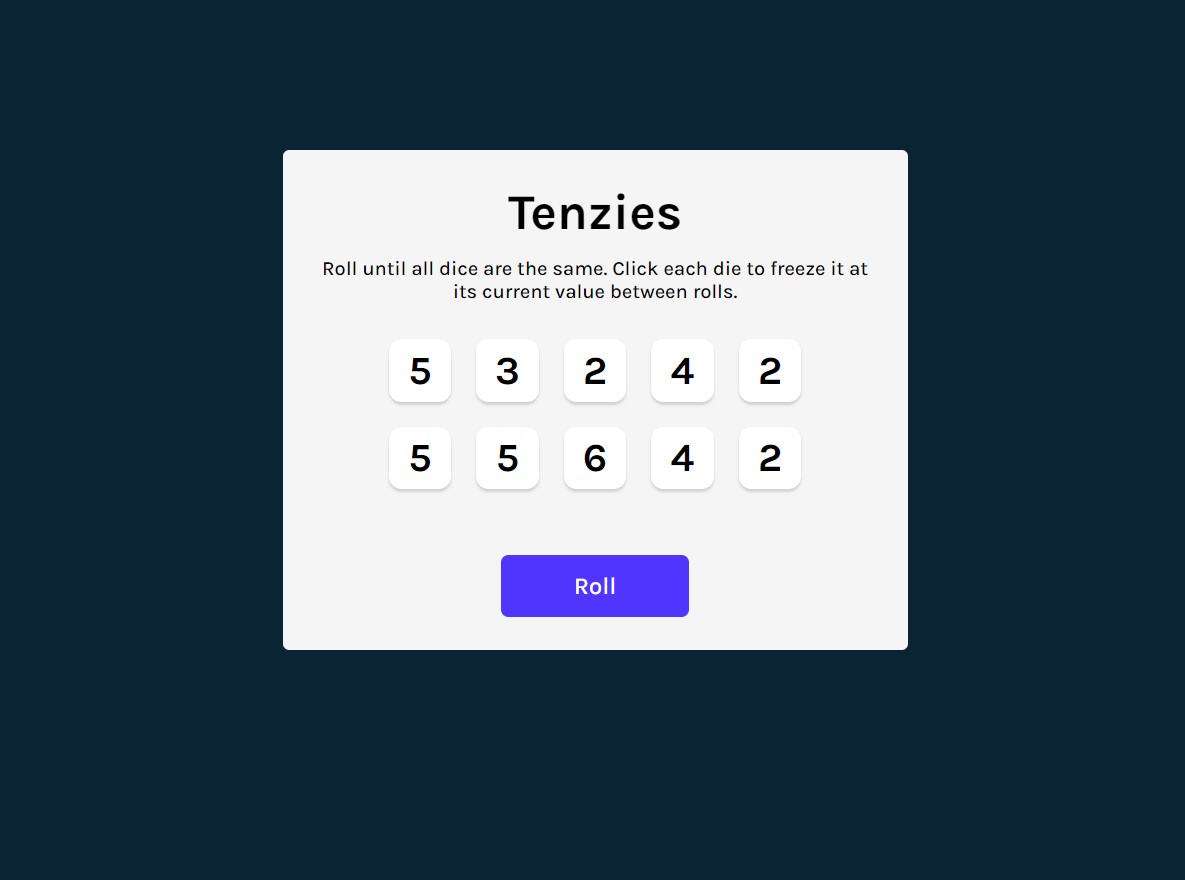 Tenzies
Roll until all dice are the same. Click each die to freeze it at
its current value between rolls.
5 3 2 4 2
5 5 6 4 2
Roll